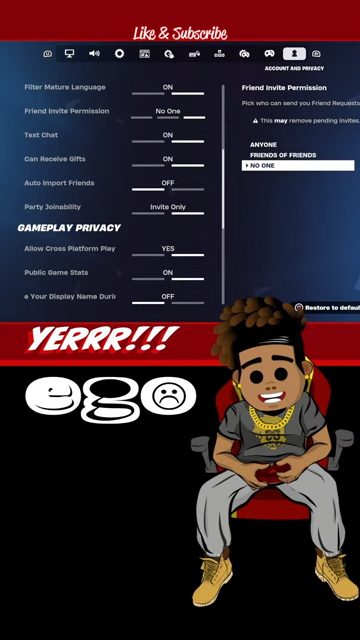 Like & Subscribe
ACCOUNT AND PRIVACY
Filter Mature Language
ON
Friend Invite Permission
No One
Text Chat
ON
Can Receive Gifts
ON
Auto Import Friends
OFF
Party Joinability
Invite Only
GAMEPLAY PRIVACY
Allow Cross Platform Play
YES
Public Game Stats
ON
e Your Display Name Duri
OFF
Friend Invite Permission
Pick who can send you Friend Requests
This may remove pending invites.
ANYONE
FRIENDS OF FRIENDS
NO ONE
Restore to defaul
YERRR!!!
ego